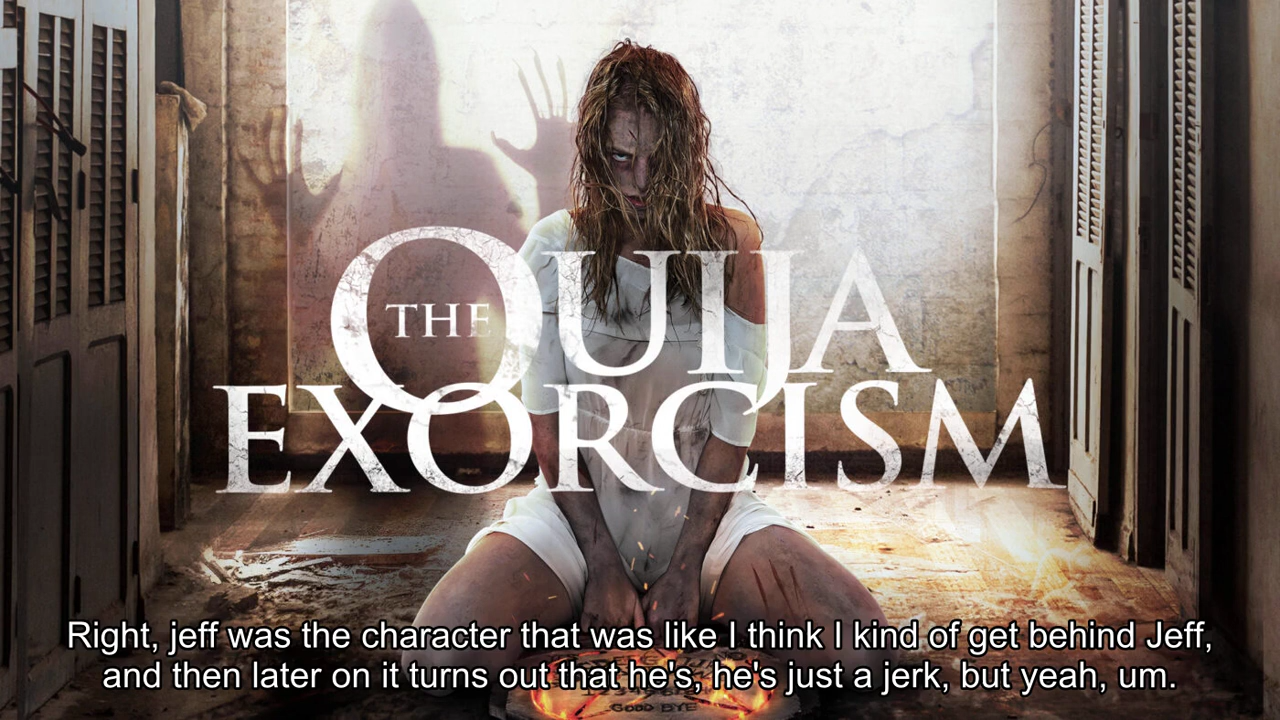 THE OUIJA
EXORCISM
Right, jeff was the character that was like I think I kind of get behind Jeff,
and then later on it turns out that he's, he's just a jerk, but yeah, um.
GOOD BYE